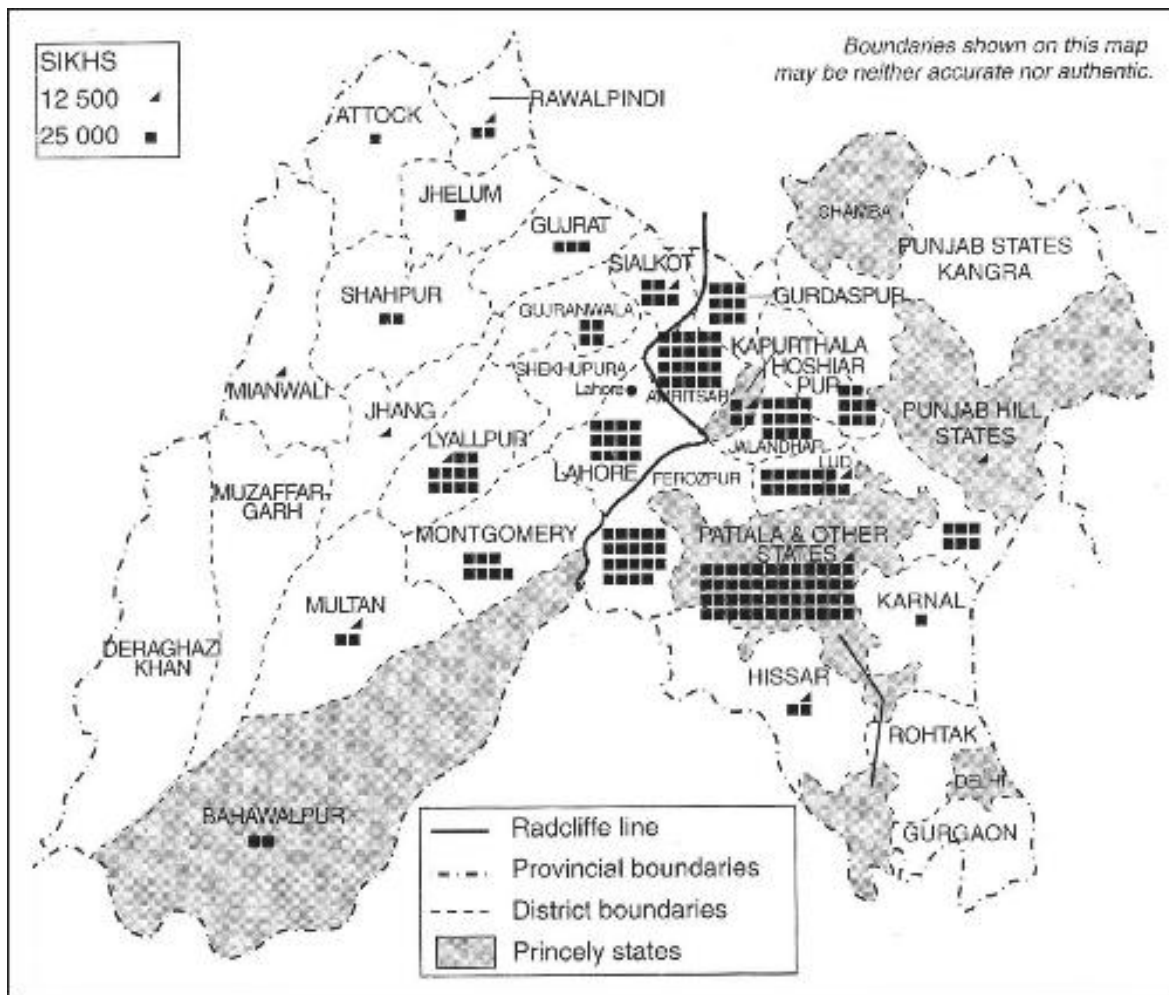 SIKHS
12 500
25 000
Boundaries shown on this map
may be neither accurate nor authentic.
RAWALPINDI
ATTOCK
JHELUM
GUJRAT
SIALKOT
CHAMBA
PUNJAB STATES
KANGRA
SHAHPUR
GUJRANWALA
GURDASPUR
SHEKHUPURA
Lahore
KAPURTHALA
HOSHIAR
PUR
AMRITSAR
MIANWALI
JHANG
LYALLPUR
LAHORE
JALANDHAR
PUNJAB HILL
STATES
MUZAFFAR
GARH
FEROZPUR
LUD
MONTGOMERY
PATIALA & OTHER
STATES
MULTAN
KARNAL
DERAGHAZI
KHAN
HISSAR
ROHTAK
DELHI
BAHAWALPUR
GURGAON
Radcliffe line
Provincial boundaries
District boundaries
Princely states